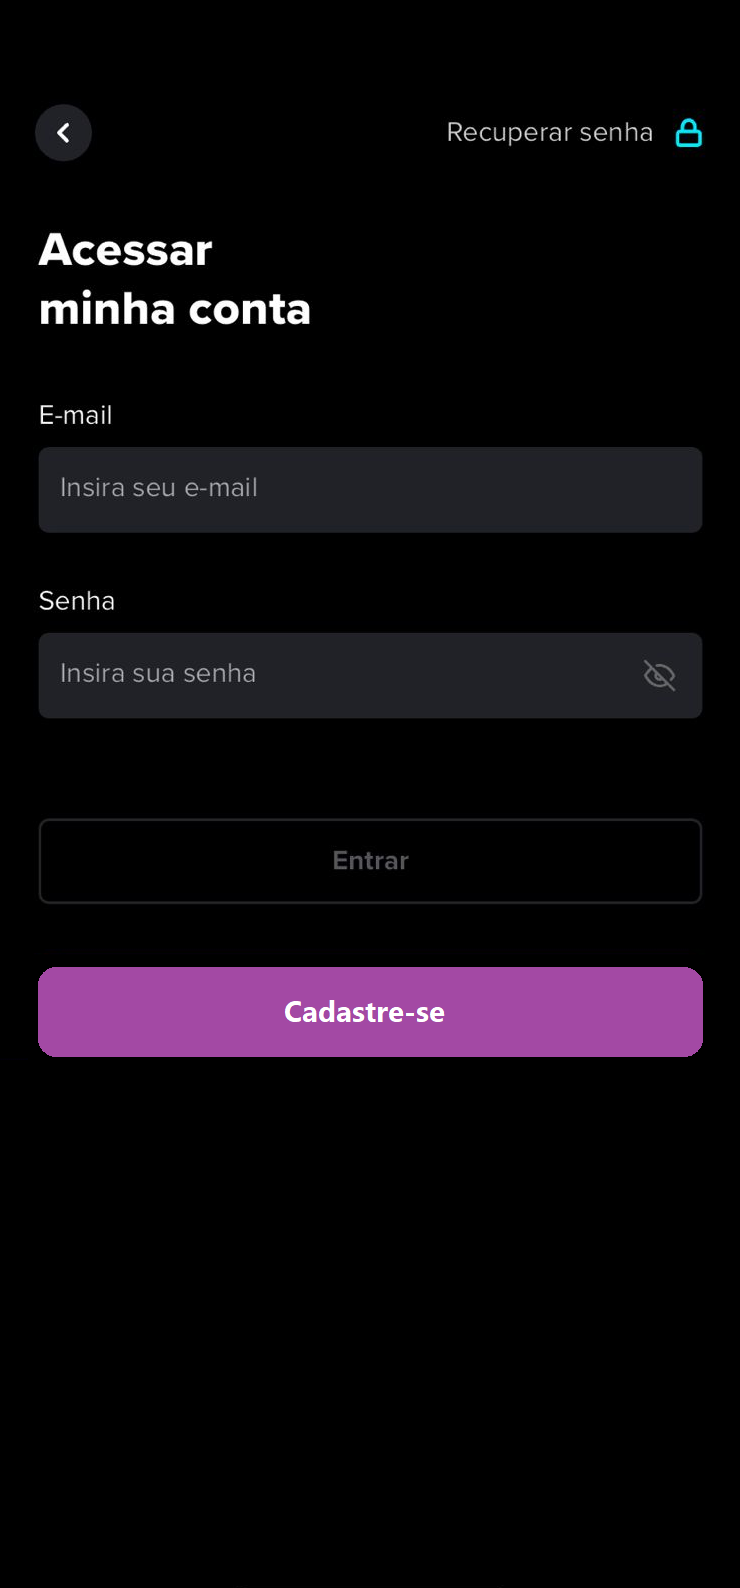 Recuperar senha
Acessar
minha conta
E-mail
Insira seu e-mail
Senha
Insira sua senha
Entrar
Cadastre-se